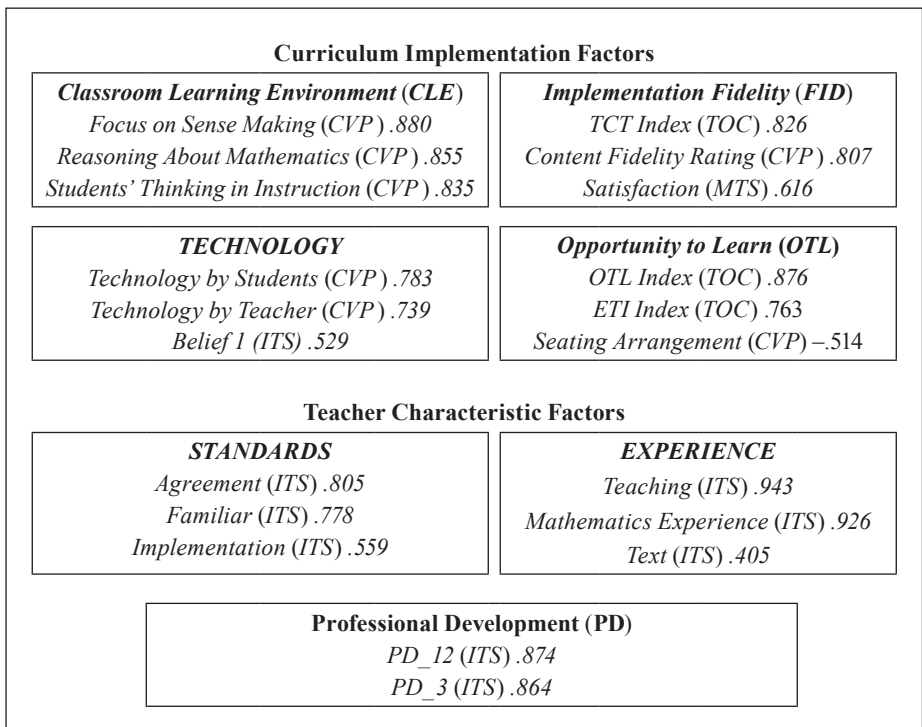 Curriculum Implementation Factors
Classroom Learning Environment (CLE)
Focus on Sense Making (CVP) .880
Reasoning About Mathematics (CVP) .855
Students’ Thinking in Instruction (CVP) .835
Implementation Fidelity (FID)
TCT Index (TOC) .826
Content Fidelity Rating (CVP) .807
Satisfaction (MTS) .616
TECHNOLOGY
Technology by Students (CVP) .783
Technology by Teacher (CVP) .739
Belief 1 (ITS) .529
Opportunity to Learn (OTL)
OTL Index (TOC) .876
ETI Index (TOC) .763
Seating Arrangement (CVP) –.514
Teacher Characteristic Factors
STANDARDS
Agreement (ITS) .805
Familiar (ITS) .778
Implementation (ITS) .559
EXPERIENCE
Teaching (ITS) .943
Mathematics Experience (ITS) .926
Text (ITS) .405
Professional Development (PD)
PD_12 (ITS) .874
PD_3 (ITS) .864